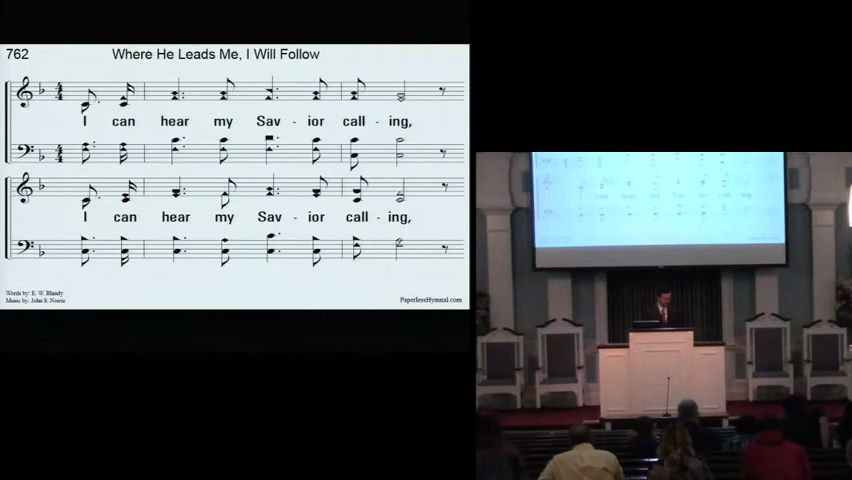 762
Where He Leads Me, I Will Follow
I can hear my Sav - ior call - ing,
I can hear my Sav - ior call - ing,
Words by: E. W. Blandy
Music by: John S. Norris
PaperlessHymnal.com